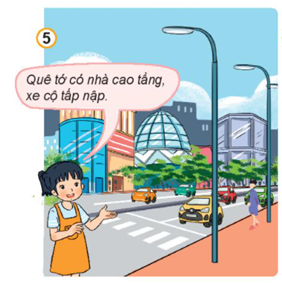 5
Quê tớ có nhà cao tầng,
xe cộ tấp nập.